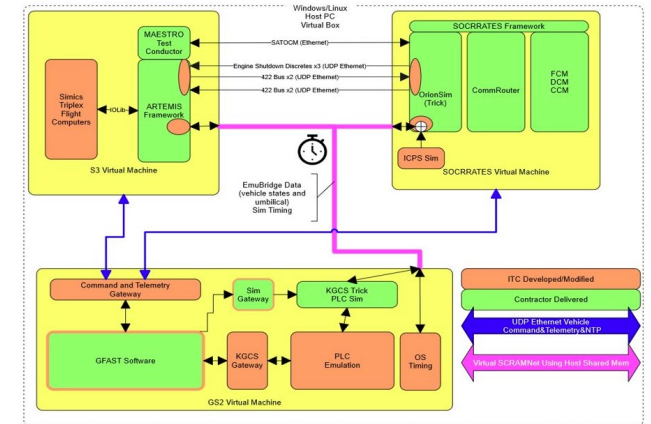 Windows/Linux
Host PC
Virtual Box
MAESTRO
Test
Conductor
SATOCM (Ethernet)
SOCRRATES Framework
Engine Shutdown Discretes x3 (UDP Ethernet)
422 Bus x2 (UDP Ethernet)
422 Bus x2 (UDP Ethernet)
Simics
Triplex
Flight
Computers
IOLib
ARTEMIS
Framework
OrionSim
(Trick)
CommRouter
FCM
DCM
CCM
ICPS Sim
S3 Virtual Machine
SOCRRATES Virtual Machine
EmuBridge Data
(vehicle states and
umbilical)
Sim Timing
Command and Telemetry
Gateway
Sim
Gateway
KGCS Trick
PLC Sim
GFAST Software
KGCS
Gateway
PLC
Emulation
OS
Timing
GS2 Virtual Machine
ITC Developed/Modified
Contractor Delivered
UDP Ethernet Vehicle
Command&Telemetry&NTP
Virtual SCRAMNet Using Host Shared Mem